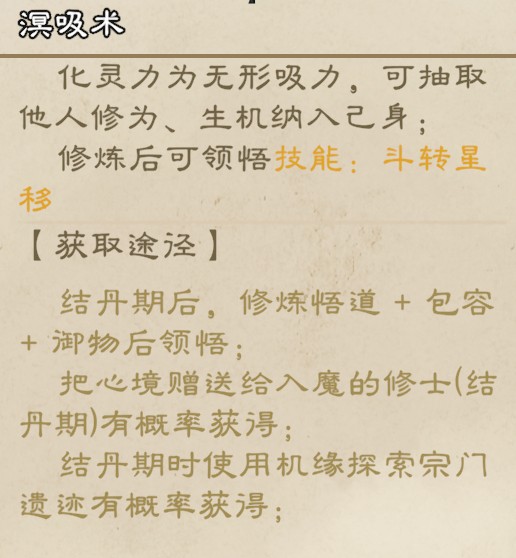 溟吸术
化灵力为无形吸力，可抽取
他人修为、生机纳入己身；
修炼后可领悟技能：斗转星
移
【获取途径】
结丹期后，修炼悟道 + 包容
+ 御物后领悟；
把心境赠送给入魔的修士(结
丹期)有概率获得；
结丹期时使用机缘探索宗门
遗迹有概率获得；